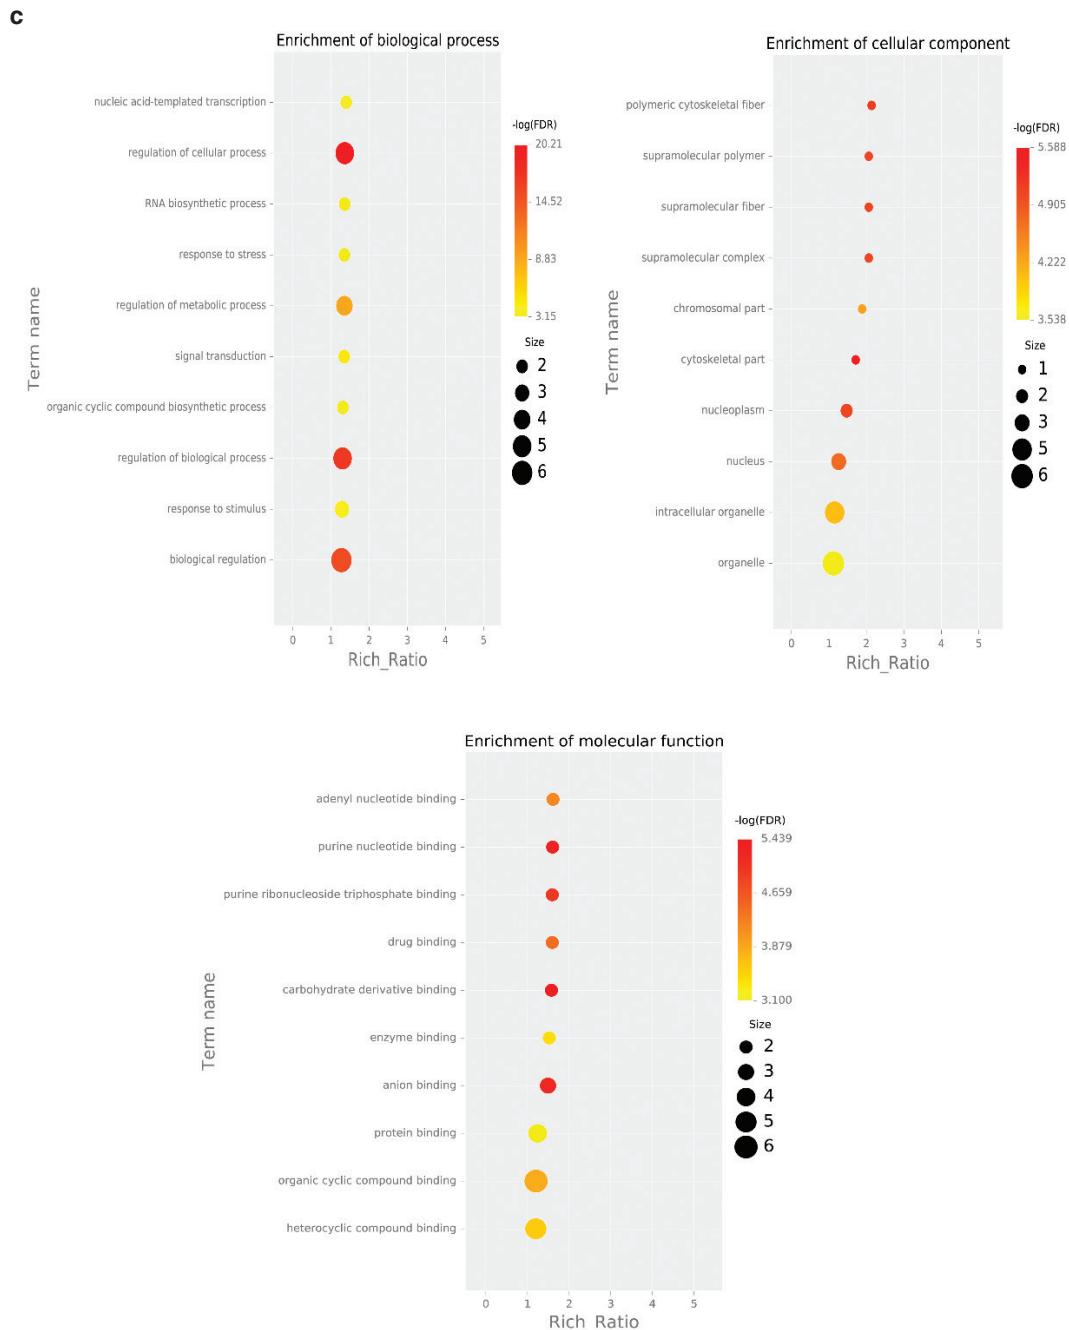 c
Enrichment of biological process
nucleic acid-templated transcription
regulation of cellular process
RNA biosynthetic process
response to stress
regulation of metabolic process
signal transduction
organic cyclic compound biosynthetic process
regulation of biological process
response to stimulus
biological regulation
Term name
0 1 2 3 4 5
Rich_Ratio
-log(FDR)
20.21
14.52
8.83
3.15
Size
2
3
4
5
6
Enrichment of cellular component
polymeric cytoskeletal fiber
supramolecular polymer
supramolecular fiber
supramolecular complex
chromosomal part
cytoskeletal part
nucleoplasm
nucleus
intracellular organelle
organelle
Term name
0 1 2 3 4 5
Rich_Ratio
-log(FDR)
5.588
4.905
4.222
3.538
Size
1
2
3
5
6
Enrichment of molecular function
adenyl nucleotide binding
purine nucleotide binding
purine ribonucleoside triphosphate binding
drug binding
carbohydrate derivative binding
enzyme binding
anion binding
protein binding
organic cyclic compound binding
heterocyclic compound binding
Term name
0 1 2 3 4 5
Rich_Ratio
-log(FDR)
5.439
4.659
3.879
3.100
Size
2
3
4
5
6